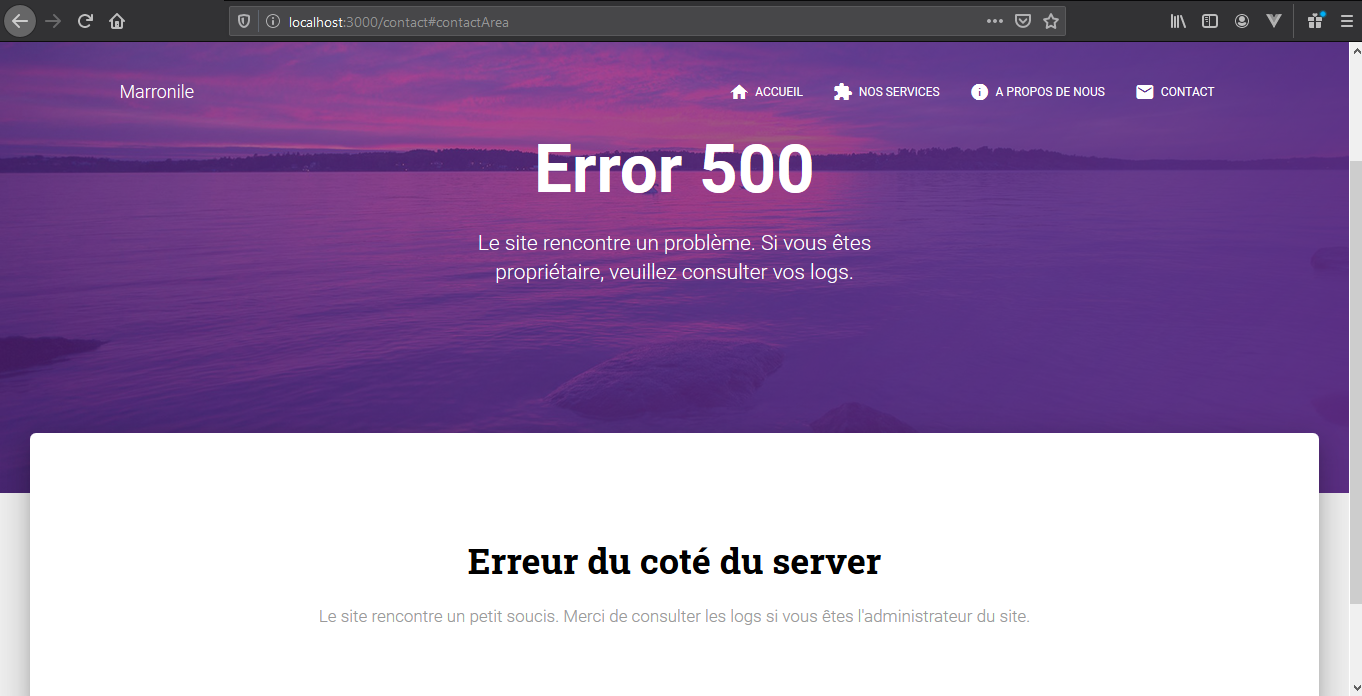 localhost:3000/contact#contactArea
Marronile
ACCUEIL
NOS SERVICES
A PROPOS DE NOUS
CONTACT
Error 500
Le site rencontre un problème. Si vous êtes
propriétaire, veuillez consulter vos logs.
Erreur du coté du server
Le site rencontre un petit soucis. Merci de consulter les logs si vous êtes l'administrateur du site.